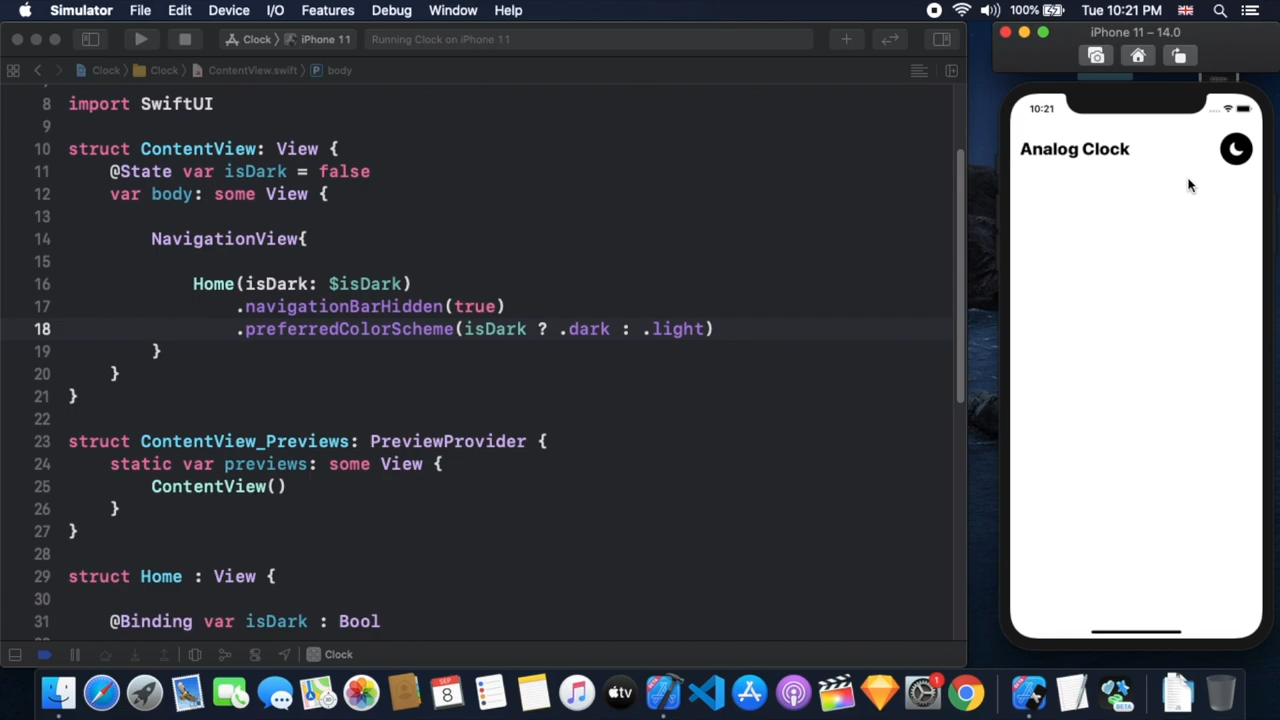 Simulator File Edit Device I/O Features Debug Window Help 100% Tue 10:21 PM
Clock iPhone 11 Running Clock on iPhone 11
iPhone 11 – 14.0
Clock Clock ContentView.swift P body
8 import SwiftUI
9
10 struct ContentView: View {
11 @State var isDark = false
12 var body: some View {
13
14 NavigationView{
15
16 Home(isDark: $isDark)
17 .navigationBarHidden(true)
18 .preferredColorScheme(isDark ? .dark : .light)
19 }
20 }
21 }
22
23 struct ContentView_Previews: PreviewProvider {
24 static var previews: some View {
25 ContentView()
26 }
27 }
28
29 struct Home : View {
30
31 @Binding var isDark : Bool
Clock
10:21
Analog Clock
SEP
8
tv
1
BETA